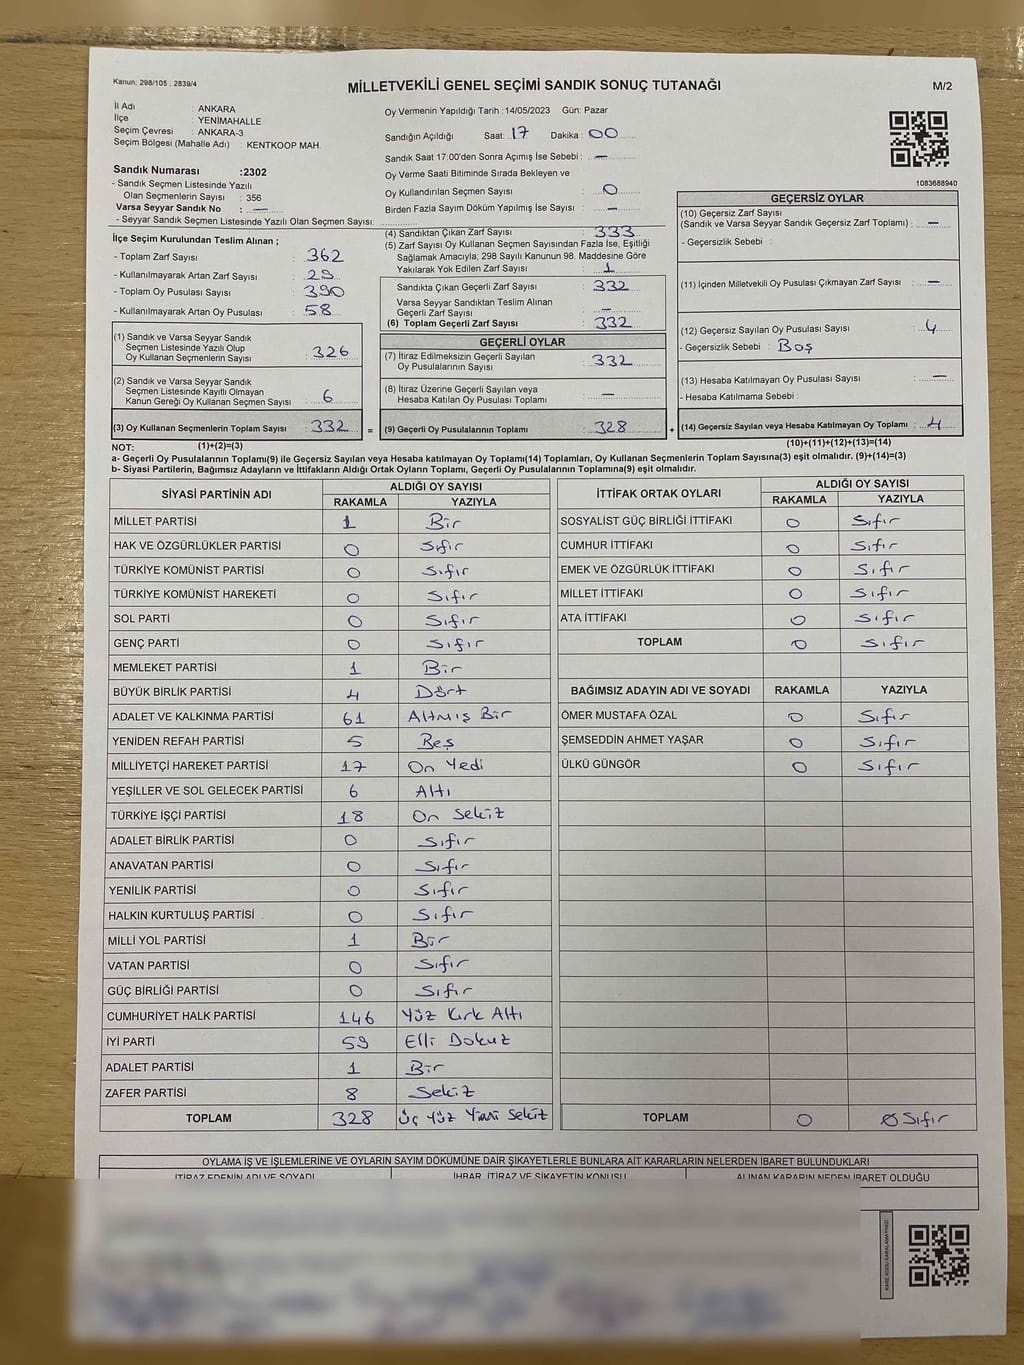 Kanun; 298/105 , 2839/4
MİLLETVEKİLİ GENEL SEÇİMİ SANDIK SONUÇ TUTANAĞI
M/2
İl Adı : ANKARA
İlçe : YENİMAHALLE
Seçim Çevresi : ANKARA-3
Seçim Bölgesi (Mahalle Adı) : KENTKOOP MAH.
Sandık Numarası :2302
- Sandık Seçmen Listesinde Yazılı
Olan Seçmenlerin Sayısı : 356
Varsa Seyyar Sandık No : —
- Seyyar Sandık Seçmen Listesinde Yazılı Olan Seçmen Sayısı:
Oy Vermenin Yapıldığı Tarih :14/05/2023 Gün: Pazar
Sandığın Açıldığı Saat: 17 Dakika : 00
Sandık Saat 17:00'den Sonra Açımış İse Sebebi : —
Oy Verme Saati Bitiminde Sırada Bekleyen ve
Oy Kullandırılan Seçmen Sayısı : 0
Birden Fazla Sayım Döküm Yapılmış İse Sayısı : —
1083688940
İlçe Seçim Kurulundan Teslim Alınan ;
- Toplam Zarf Sayısı : 362
- Kullanılmayarak Artan Zarf Sayısı : 29
- Toplam Oy Pusulası Sayısı : 390
- Kullanılmayarak Artan Oy Pusulası : 58
(1) Sandık ve Varsa Seyyar Sandık
Seçmen Listesinde Yazılı Olup
Oy Kullanan Seçmenlerin Sayısı : 326
(2) Sandık ve Varsa Seyyar Sandık
Seçmen Listesinde Kayıtlı Olmayan
Kanun Gereği Oy Kullanan Seçmen Sayısı : 6
(3) Oy Kullanan Seçmenlerin Toplam Sayısı : 332
(4) Sandıktan Çıkan Zarf Sayısı : 333
(5) Zarf Sayısı Oy Kullanan Seçmen Sayısından Fazla İse, Eşitliği
Sağlamak Amacıyla, 298 Sayılı Kanunun 98. Maddesine Göre
Yakılarak Yok Edilen Zarf Sayısı : 1
Sandıkta Çıkan Geçerli Zarf Sayısı : 332
Varsa Seyyar Sandıktan Teslim Alınan
Geçerli Zarf Sayısı : —
(6) Toplam Geçerli Zarf Sayısı : 332
GEÇERLİ OYLAR
(7) İtiraz Edilmeksizin Geçerli Sayılan
Oy Pusulalarının Sayısı : 332
(8) İtiraz Üzerine Geçerli Sayılan veya
Hesaba Katılan Oy Pusulası Toplamı : —
= (9) Geçerli Oy Pusulalarının Toplamı : 328 +
GEÇERSİZ OYLAR
(10) Geçersiz Zarf Sayısı
(Sandık ve Varsa Seyyar Sandık Geçersiz Zarf Toplamı) : —
- Geçersizlik Sebebi :
(11) İçinden Milletvekili Oy Pusulası Çıkmayan Zarf Sayısı : —
(12) Geçersiz Sayılan Oy Pusulası Sayısı : 4
- Geçersizlik Sebebi : Boş
(13) Hesaba Katılmayan Oy Pusulası Sayısı : —
- Hesaba Katılmama Sebebi :
(14) Geçersiz Sayılan veya Hesaba Katılmayan Oy Toplamı : 4
NOT: (1)+(2)=(3)
(10)+(11)+(12)+(13)=(14)
a- Geçerli Oy Pusulalarının Toplamı(9) ile Geçersiz Sayılan veya Hesaba katılmayan Oy Toplamı(14) Toplamları, Oy Kullanan Seçmenlerin Toplam Sayısına(3) eşit olmalıdır. (9)+(14)=(3)
b- Siyasi Partilerin, Bağımsız Adayların ve İttifakların Aldığı Ortak Oyların Toplamı, Geçerli Oy Pusulalarının Toplamına(9) eşit olmalıdır.
SİYASİ PARTİNİN ADI ALDIĞI OY SAYISI
RAKAMLA YAZIYLA
MİLLET PARTİSİ 1 Bir
HAK VE ÖZGÜRLÜKLER PARTİSİ 0 Sıfır
TÜRKİYE KOMÜNİST PARTİSİ 0 Sıfır
TÜRKİYE KOMÜNİST HAREKETİ 0 Sıfır
SOL PARTİ 0 Sıfır
GENÇ PARTİ 0 Sıfır
MEMLEKET PARTİSİ 1 Bir
BÜYÜK BİRLİK PARTİSİ 4 Dört
ADALET VE KALKINMA PARTİSİ 61 Altmış Bir
YENİDEN REFAH PARTİSİ 5 Beş
MİLLİYETÇİ HAREKET PARTİSİ 17 On Yedi
YEŞİLLER VE SOL GELECEK PARTİSİ 6 Altı
TÜRKİYE İŞÇİ PARTİSİ 18 On Sekiz
ADALET BİRLİK PARTİSİ 0 Sıfır
ANAVATAN PARTİSİ 0 Sıfır
YENİLİK PARTİSİ 0 Sıfır
HALKIN KURTULUŞ PARTİSİ 0 Sıfır
MİLLİ YOL PARTİSİ 1 Bir
VATAN PARTİSİ 0 Sıfır
GÜÇ BİRLİĞİ PARTİSİ 0 Sıfır
CUMHURİYET HALK PARTİSİ 146 Yüz Kırk Altı
İYİ PARTİ 59 Elli Dokuz
ADALET PARTİSİ 1 Bir
ZAFER PARTİSİ 8 Sekiz
TOPLAM 328 Üç Yüz Yirmi Sekiz
İTTİFAK ORTAK OYLARI ALDIĞI OY SAYISI
RAKAMLA YAZIYLA
SOSYALİST GÜÇ BİRLİĞİ İTTİFAKI 0 Sıfır
CUMHUR İTTİFAKI 0 Sıfır
EMEK VE ÖZGÜRLÜK İTTİFAKI 0 Sıfır
MİLLET İTTİFAKI 0 Sıfır
ATA İTTİFAKI 0 Sıfır
TOPLAM 0 Sıfır
BAĞIMSIZ ADAYIN ADI VE SOYADI RAKAMLA YAZIYLA
ÖMER MUSTAFA ÖZAL 0 Sıfır
ŞEMSEDDİN AHMET YAŞAR 0 Sıfır
ÜLKÜ GÜNGÖR 0 Sıfır
TOPLAM 0 Sıfır
OYLAMA İŞ VE İŞLEMLERİNE VE OYLARIN SAYIM DÖKÜMÜNE DAİR ŞİKAYETLERLE BUNLARA AİT KARARLARIN NELERDEN İBARET BULUNDUKLARI
İTİRAZ EDENİN ADI VE SOYADI İHBAR, İTİRAZ VE ŞİKAYETİN KONUSU ALINAN KARARIN NEDEN İBARET OLDUĞU